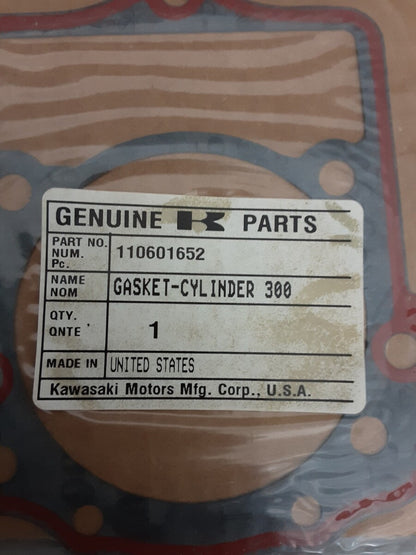 GENUINE K PARTS
PART NO. 110601652
NUM.
Pc.
NAME GASKET-CYLINDER 300
NOM
QTY. 1
QNTE
MADE IN UNITED STATES
Kawasaki Motors Mfg. Corp., U.S.A.